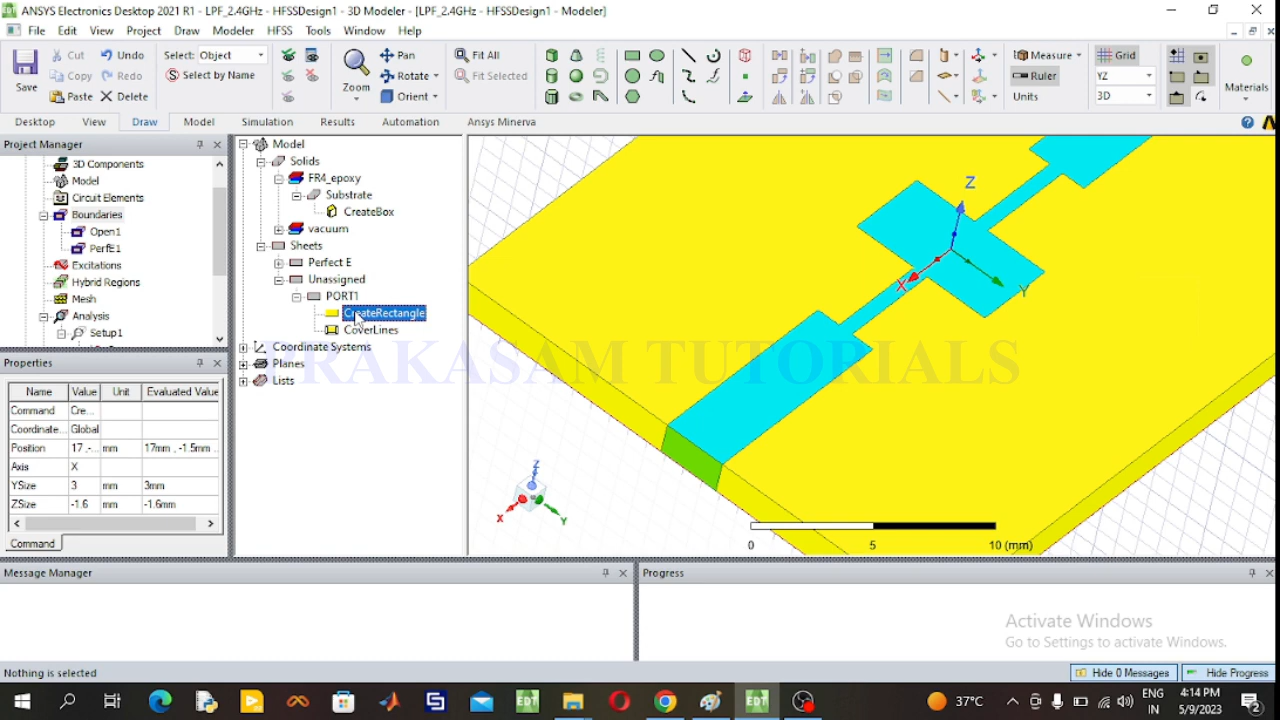 ANSYS Electronics Desktop 2021 R1 - LPF_2.4GHz - HFSSDesign1 - 3D Modeler - [LPF_2.4GHz - HFSSDesign1 - Modeler]
File Edit View Project Draw Modeler HFSS Tools Window Help
Save
Cut
Copy
Paste
Undo
Redo
Delete
Select: Object
Select by Name
Zoom
Pan
Rotate
Orient
Fit All
Fit Selected
Measure
Ruler
Units
Grid
YZ
3D
Materials
Desktop View Draw Model Simulation Results Automation Ansys Minerva
Project Manager
3D Components
Model
Circuit Elements
Boundaries
Open1
PerfE1
Excitations
Hybrid Regions
Mesh
Analysis
Setup1
Properties
Name Value Unit Evaluated Value
Command Cre...
Coordinate... Global
Position 17 ,-... mm 17mm , -1.5mm ...
Axis X
YSize 3 mm 3mm
ZSize -1.6 mm -1.6mm
Command
Model
Solids
FR4_epoxy
Substrate
CreateBox
vacuum
Sheets
Perfect E
Unassigned
PORT1
CreateRectangle
CoverLines
Coordinate Systems
Planes
Lists
PRAKASAM TUTORIALS
Z
X
Y
Z
X
Y
0 5 10 (mm)
Message Manager
Progress
Activate Windows
Go to Settings to activate Windows.
Nothing is selected
Hide 0 Messages
Hide Progress
EDT
EDT
37°C
ENG
IN
4:14 PM
5/9/2023
2